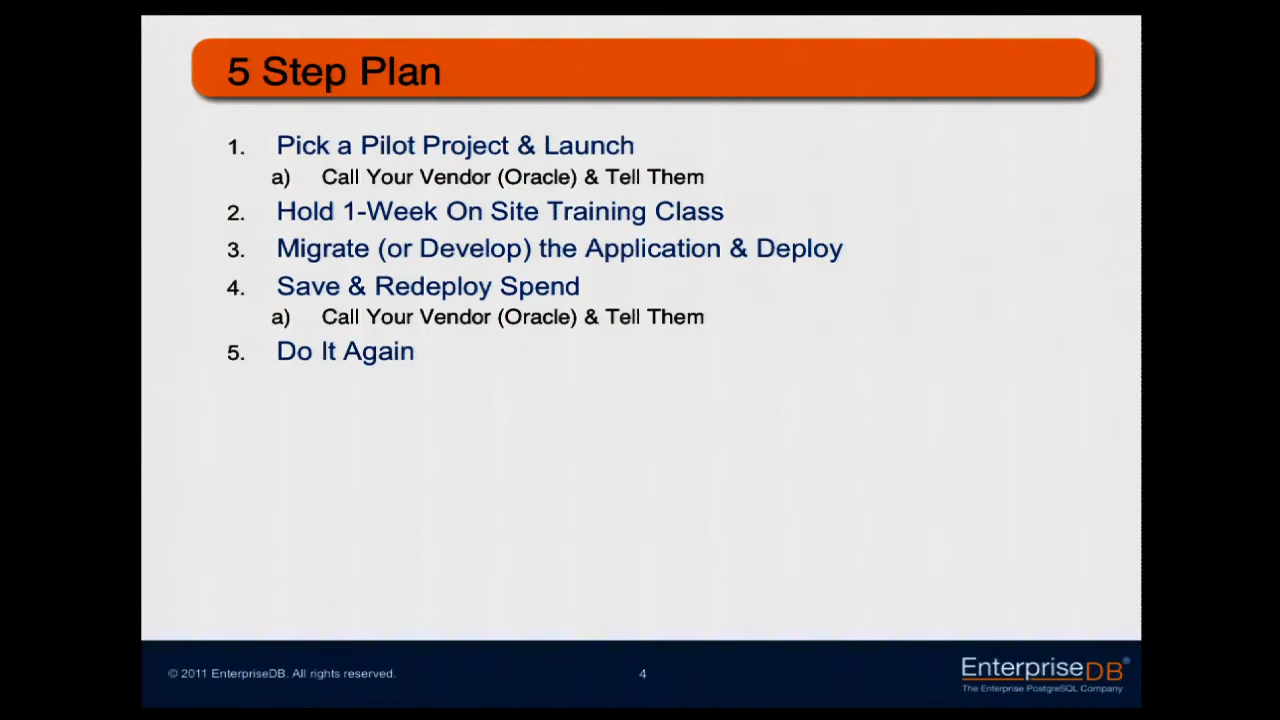 5 Step Plan
1. Pick a Pilot Project & Launch
a) Call Your Vendor (Oracle) & Tell Them
2. Hold 1-Week On Site Training Class
3. Migrate (or Develop) the Application & Deploy
4. Save & Redeploy Spend
a) Call Your Vendor (Oracle) & Tell Them
5. Do It Again
© 2011 EnterpriseDB. All rights reserved.
4
EnterpriseDB®
The Enterprise PostgreSQL Company